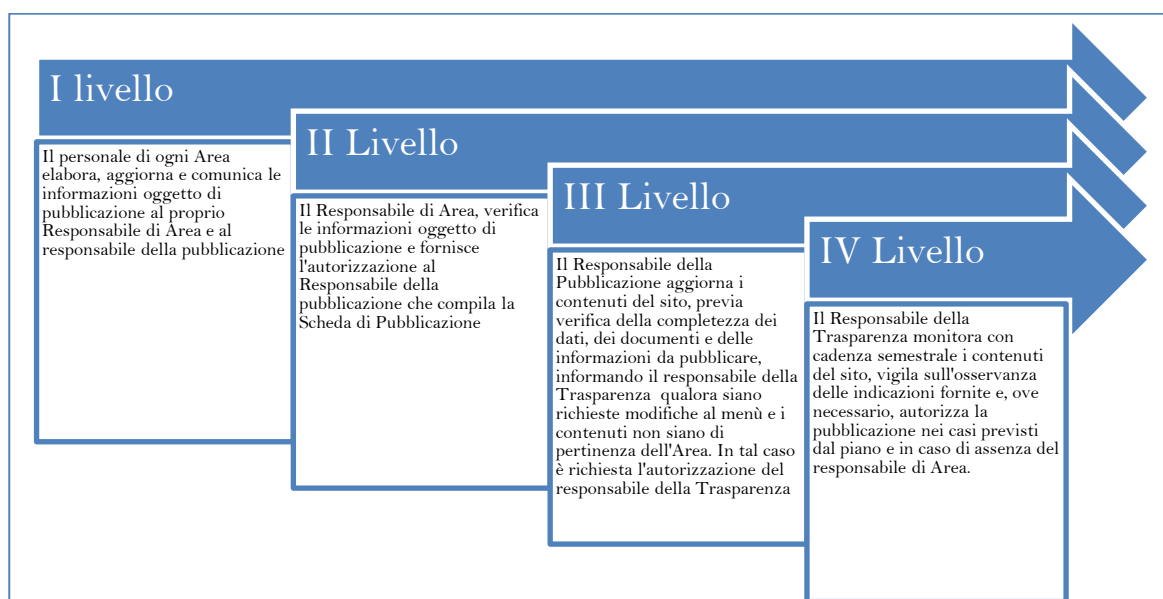 I livello
Il personale di ogni Area
elabora, aggiorna e comunica le
informazioni oggetto di
pubblicazione al proprio
Responsabile di Area e al
responsabile della pubblicazione
II Livello
Il Responsabile di Area, verifica
le informazioni oggetto di
pubblicazione e fornisce
l'autorizzazione al
Responsabile della
pubblicazione che compila la
Scheda di Pubblicazione
III Livello
Il Responsabile della
Pubblicazione aggiorna i
contenuti del sito, previa
verifica della completezza dei
dati, dei documenti e delle
informazioni da pubblicare,
informando il responsabile della
Trasparenza qualora siano
richieste modifiche al menù e i
contenuti non siano di
pertinenza dell'Area. In tal caso
è richiesta l'autorizzazione del
responsabile della Trasparenza
IV Livello
Il Responsabile della
Trasparenza monitora con
cadenza semestrale i contenuti
del sito, vigila sull'osservanza
delle indicazioni fornite e, ove
necessario, autorizza la
pubblicazione nei casi previsti
dal piano e in caso di assenza del
responsabile di Area.